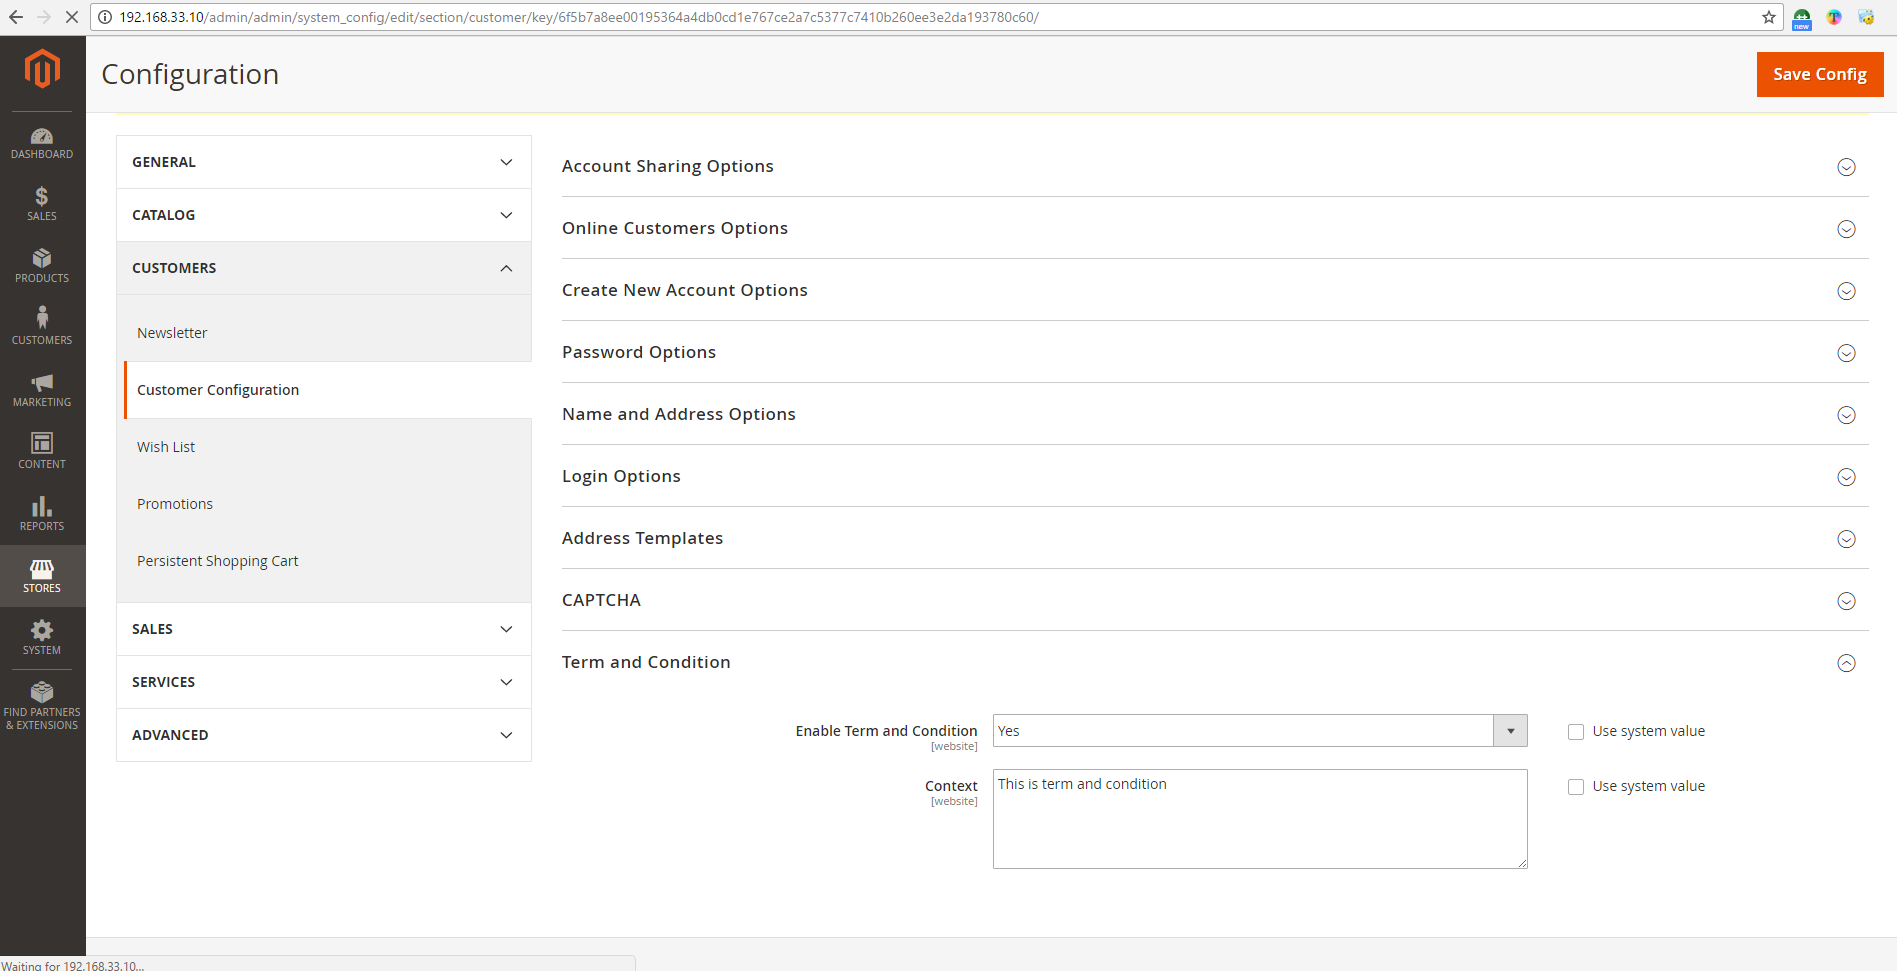 192.168.33.10/admin/admin/system_config/edit/section/customer/key/6f5b7a8ee00195364a4db0cd1e767ce2a7c5377c7410b260ee3e2da193780c60/
new
T
Configuration
Save Config
DASHBOARD
SALES
PRODUCTS
CUSTOMERS
MARKETING
CONTENT
REPORTS
STORES
SYSTEM
FIND PARTNERS
& EXTENSIONS
GENERAL
CATALOG
CUSTOMERS
Newsletter
Customer Configuration
Wish List
Promotions
Persistent Shopping Cart
SALES
SERVICES
ADVANCED
Account Sharing Options
Online Customers Options
Create New Account Options
Password Options
Name and Address Options
Login Options
Address Templates
CAPTCHA
Term and Condition
Enable Term and Condition Yes Use system value
[website]
Context This is term and condition Use system value
[website]
Waiting for 192.168.33.10...